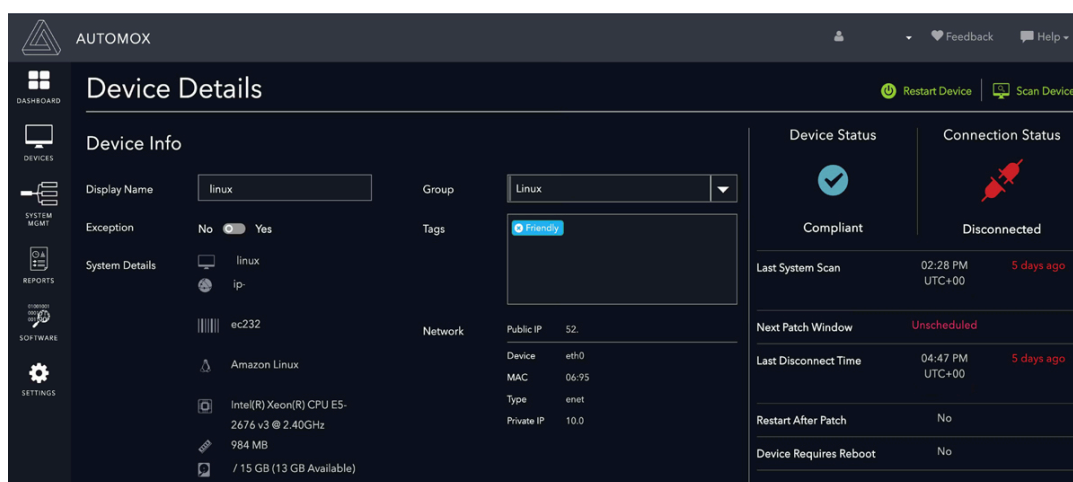 AUTOMOX
Feedback
Help
DASHBOARD
DEVICES
SYSTEM
MGMT
REPORTS
SOFTWARE
SETTINGS
Device Details
Restart Device
Scan Device
Device Info
Display Name
linux
Group
Linux
Exception
No Yes
Tags
Friendly
System Details
linux
ip-
ec232
Amazon Linux
Intel(R) Xeon(R) CPU E5-
2676 v3 @ 2.40GHz
984 MB
/ 15 GB (13 GB Available)
Network
Public IP 52.
Device eth0
MAC 06:95
Type enet
Private IP 10.0
Device Status
Compliant
Connection Status
Disconnected
Last System Scan 02:28 PM 5 days ago
UTC+00
Next Patch Window Unscheduled
Last Disconnect Time 04:47 PM 5 days ago
UTC+00
Restart After Patch No
Device Requires Reboot No